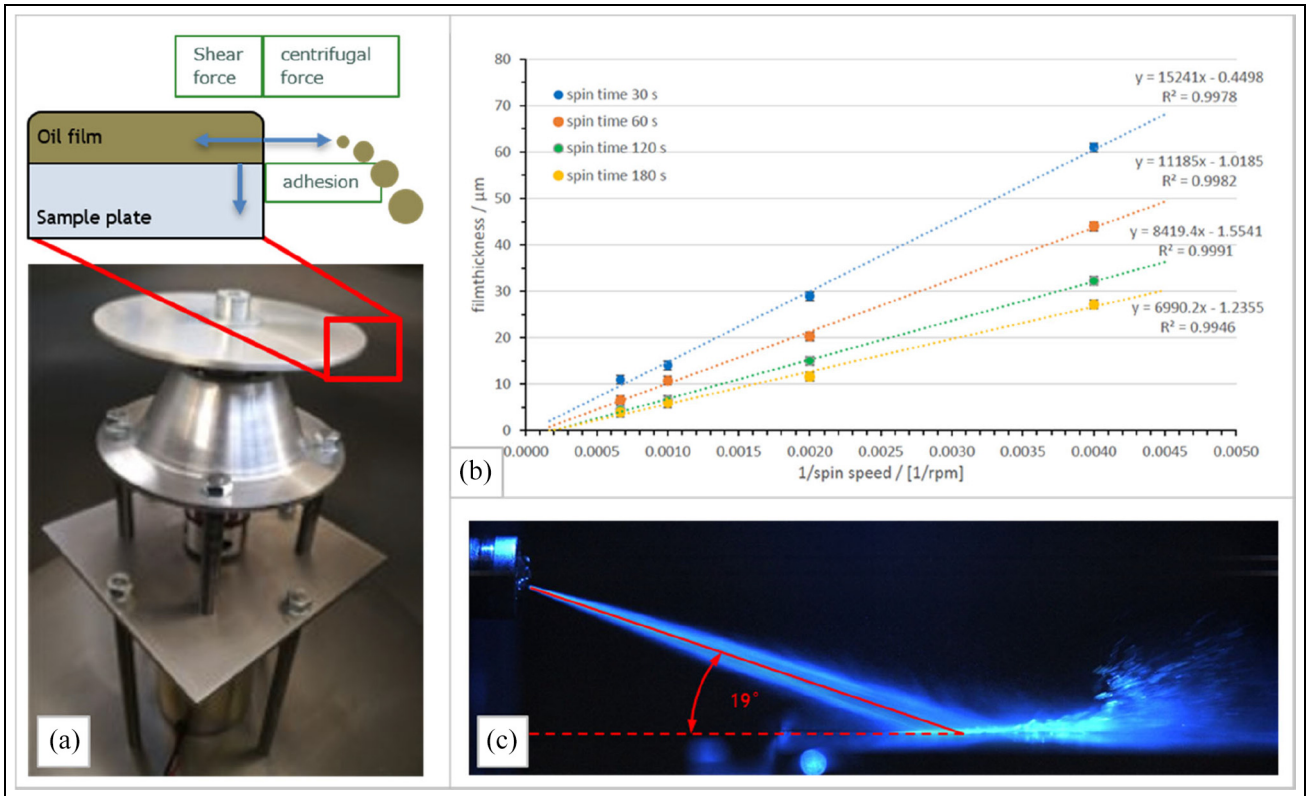 Shear
force
centrifugal
force
Oil film
adhesion
Sample plate
(a)
80
70
60
50
40
30
20
10
0
filmthickness / µm
spin time 30 s
spin time 60 s
spin time 120 s
spin time 180 s
y = 15241x - 0.4498
R² = 0.9978
y = 11185x - 1.0185
R² = 0.9982
y = 8419.4x - 1.5541
R² = 0.9991
y = 6990.2x - 1.2355
R² = 0.9946
0.0000 0.0005 0.0010 0.0015 0.0020 0.0025 0.0030 0.0035 0.0040 0.0045 0.0050
1/spin speed / [1/rpm]
(b)
19°
(c)